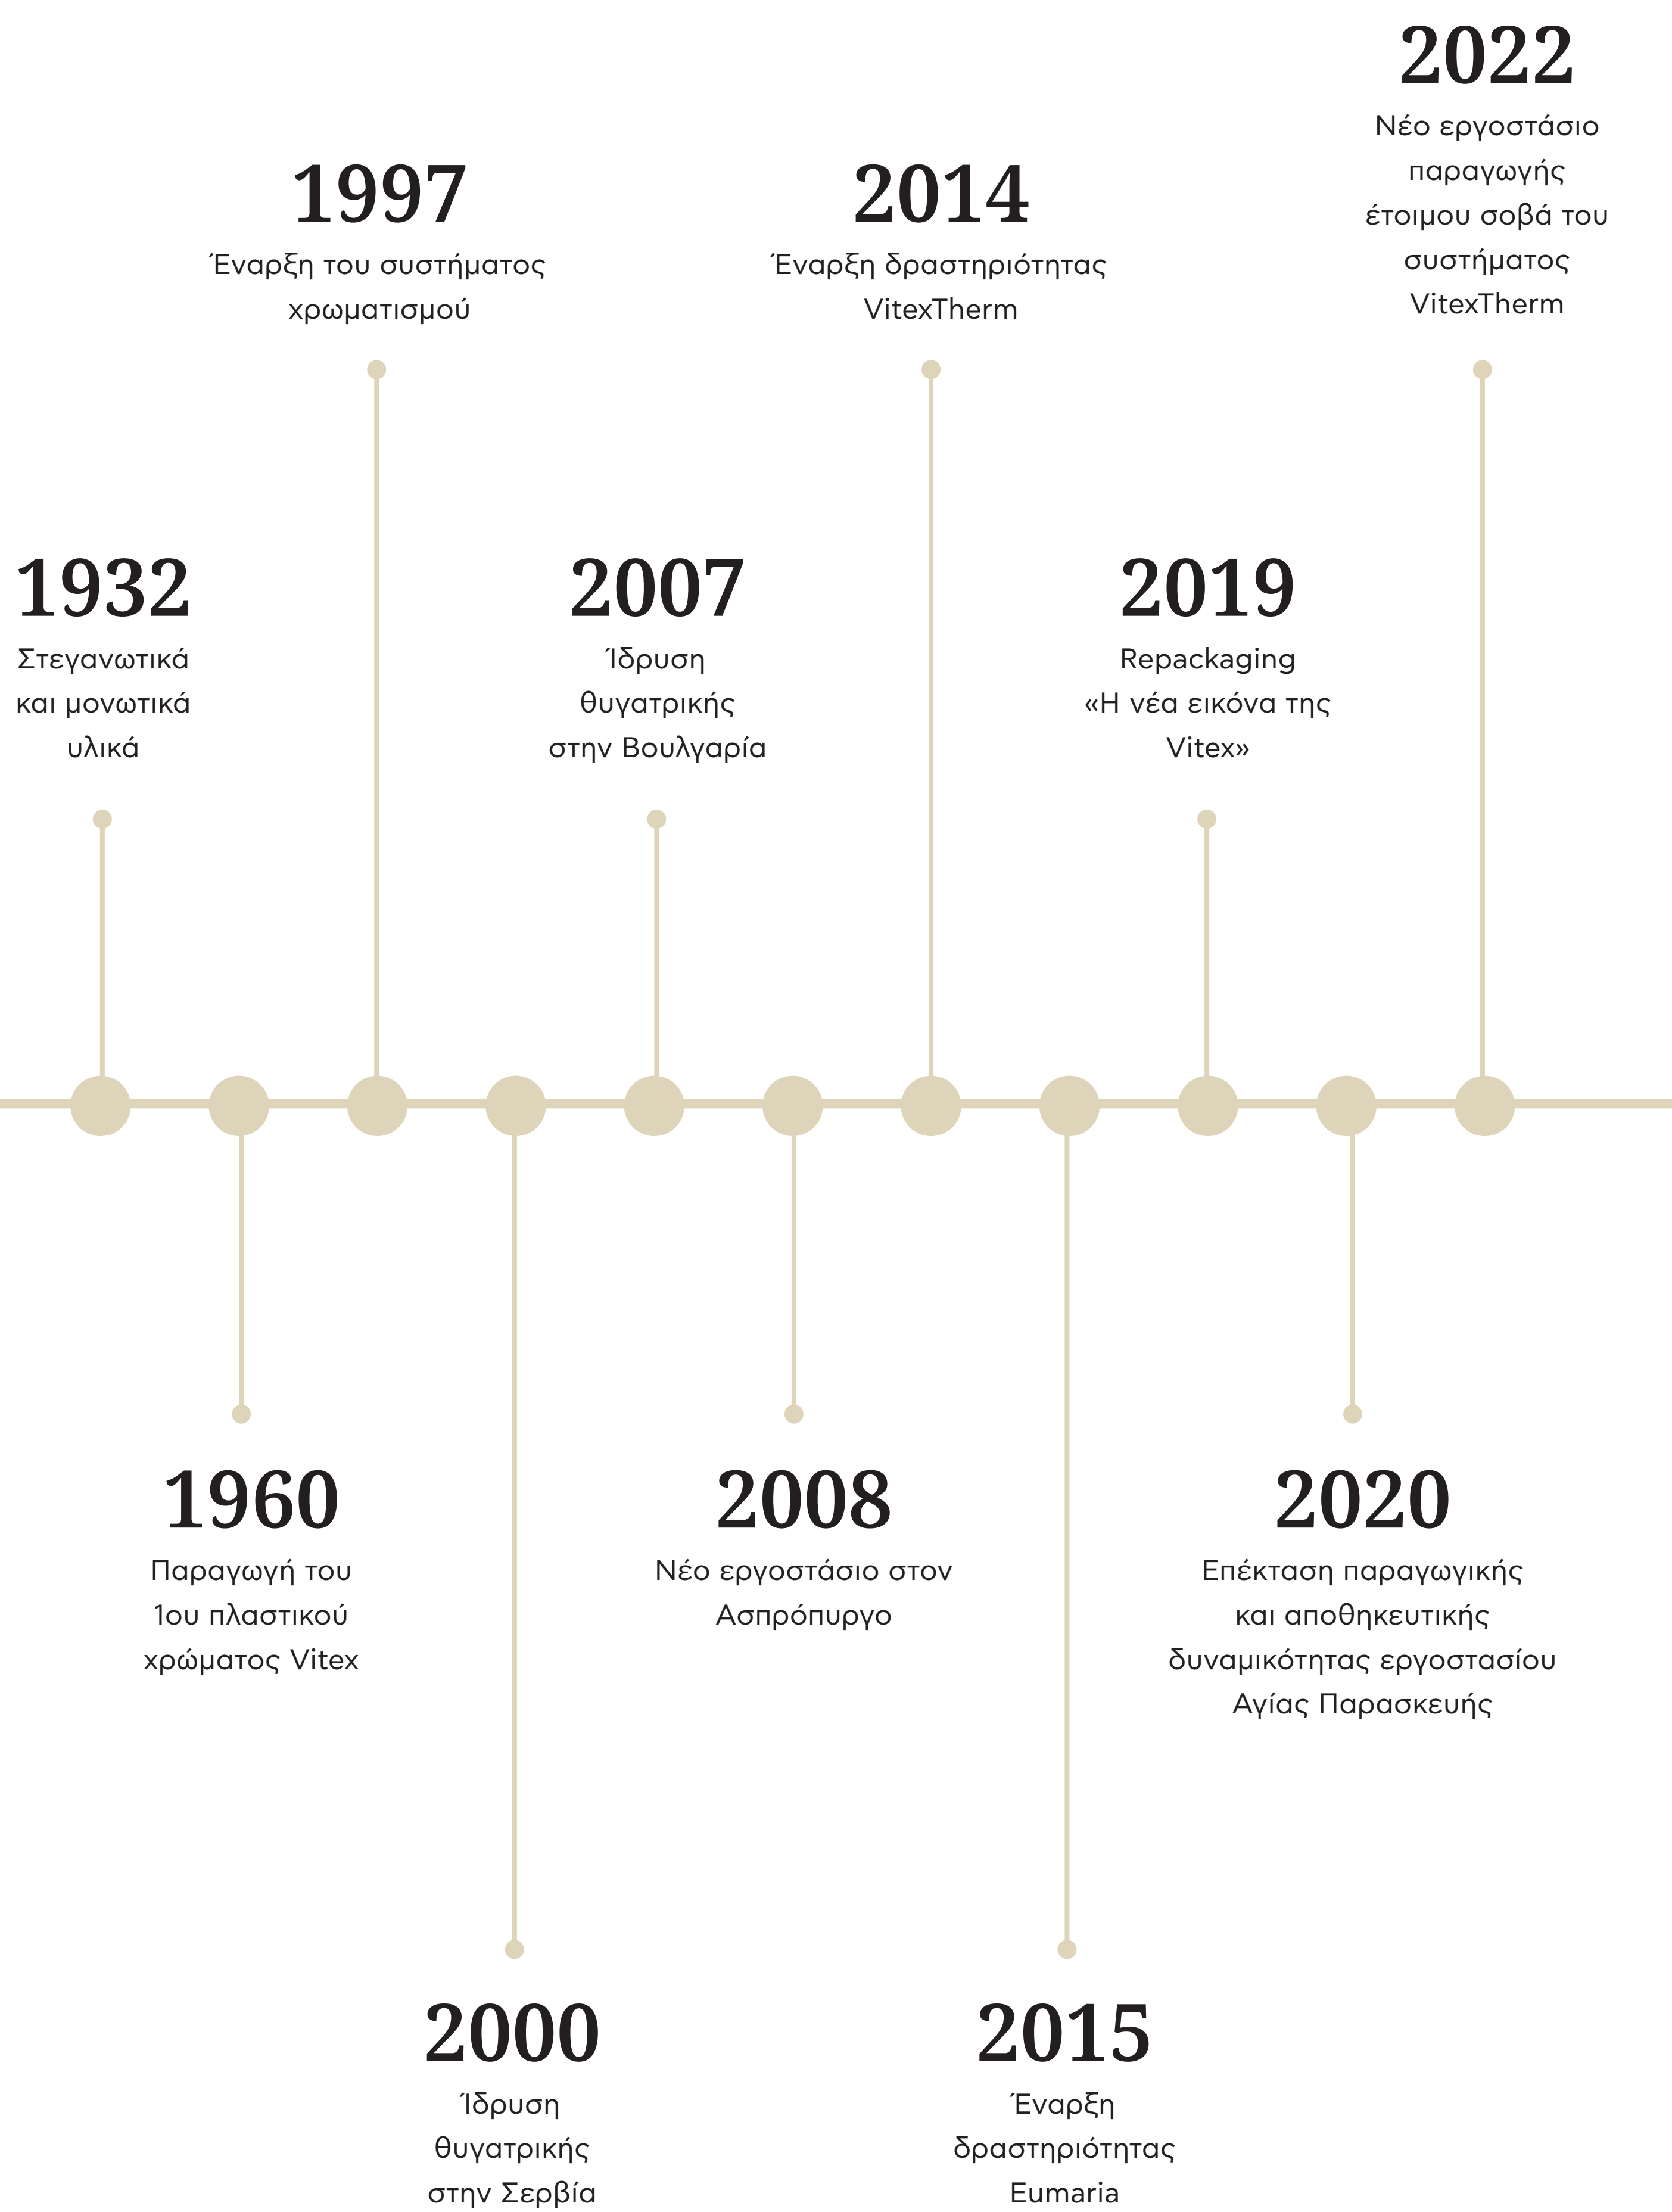 2022
Νέο εργοστάσιο
παραγωγής
έτοιμου σοβά του
συστήματος
VitexTherm
1997
Έναρξη του συστήματος
χρωματισμού
2014
Έναρξη δραστηριότητας
VitexTherm
1932
Στεγανωτικά
και μονωτικά
υλικά
2007
Ίδρυση
θυγατρικής
στην Βουλγαρία
2019
Repackaging
«Η νέα εικόνα της
Vitex»
1960
Παραγωγή του
1ου πλαστικού
χρώματος Vitex
2008
Νέο εργοστάσιο στον
Ασπρόπυργο
2020
Επέκταση παραγωγικής
και αποθηκευτικής
δυναμικότητας εργοστασίου
Αγίας Παρασκευής
2000
Ίδρυση
θυγατρικής
στην Σερβία
2015
Έναρξη
δραστηριότητας
Eumaria